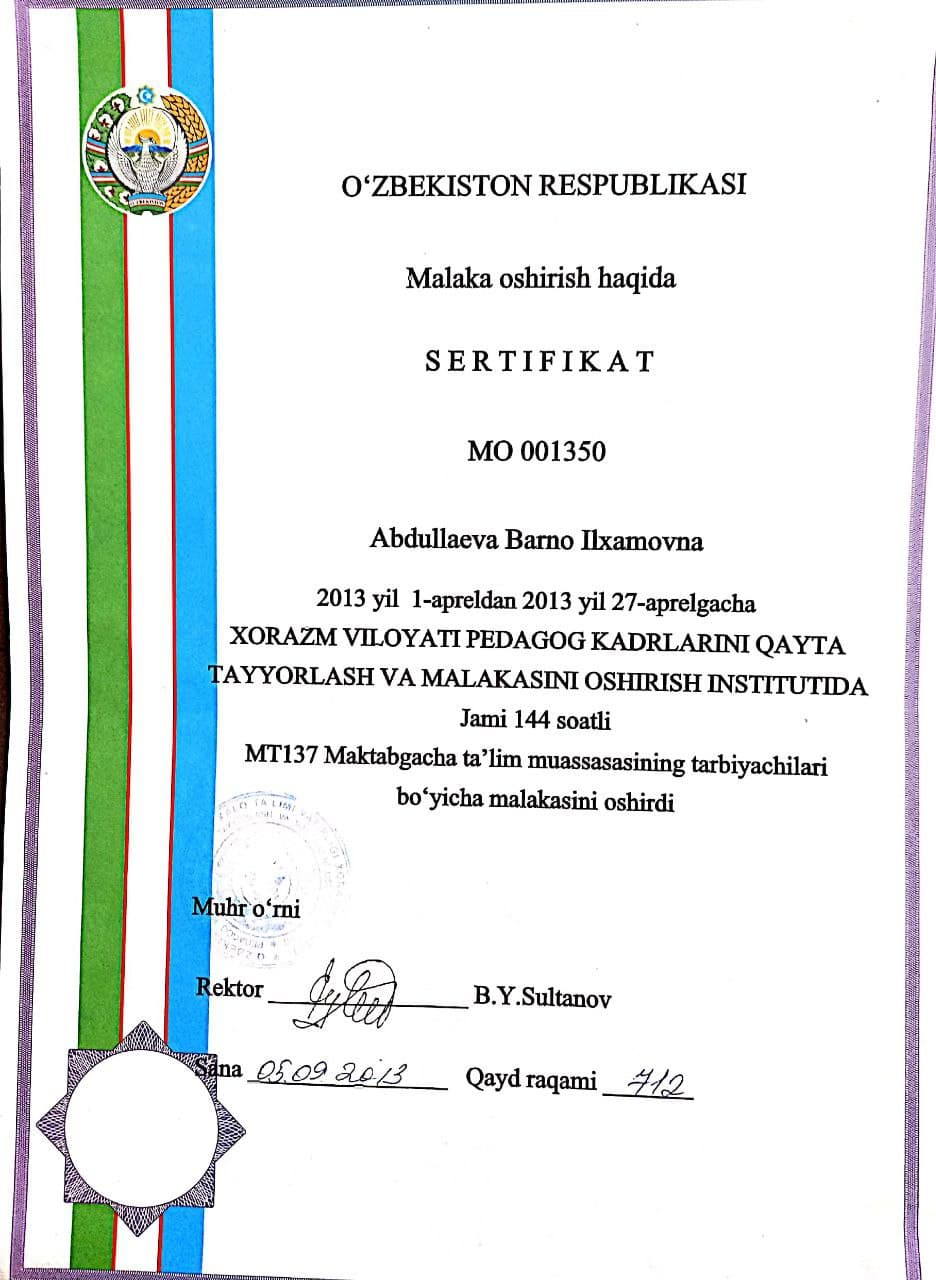 O‘ZBEKISTON RESPUBLIKASI
Malaka oshirish haqida
SERTIFIKAT
MO 001350
Abdullaeva Barno Ilxamovna
2013 yil 1-apreldan 2013 yil 27-aprelgacha
XORAZM VILOYATI PEDAGOG KADRLARINI QAYTA
TAYYORLASH VA MALAKASINI OSHIRISH INSTITUTIDA
Jami 144 soatli
MT137 Maktabgacha ta’lim muassasasining tarbiyachilari
bo‘yicha malakasini oshirdi
Muhr o‘rni
Rektor B.Y.Sultanov
Sana 05.09.2013 Qayd raqami 712